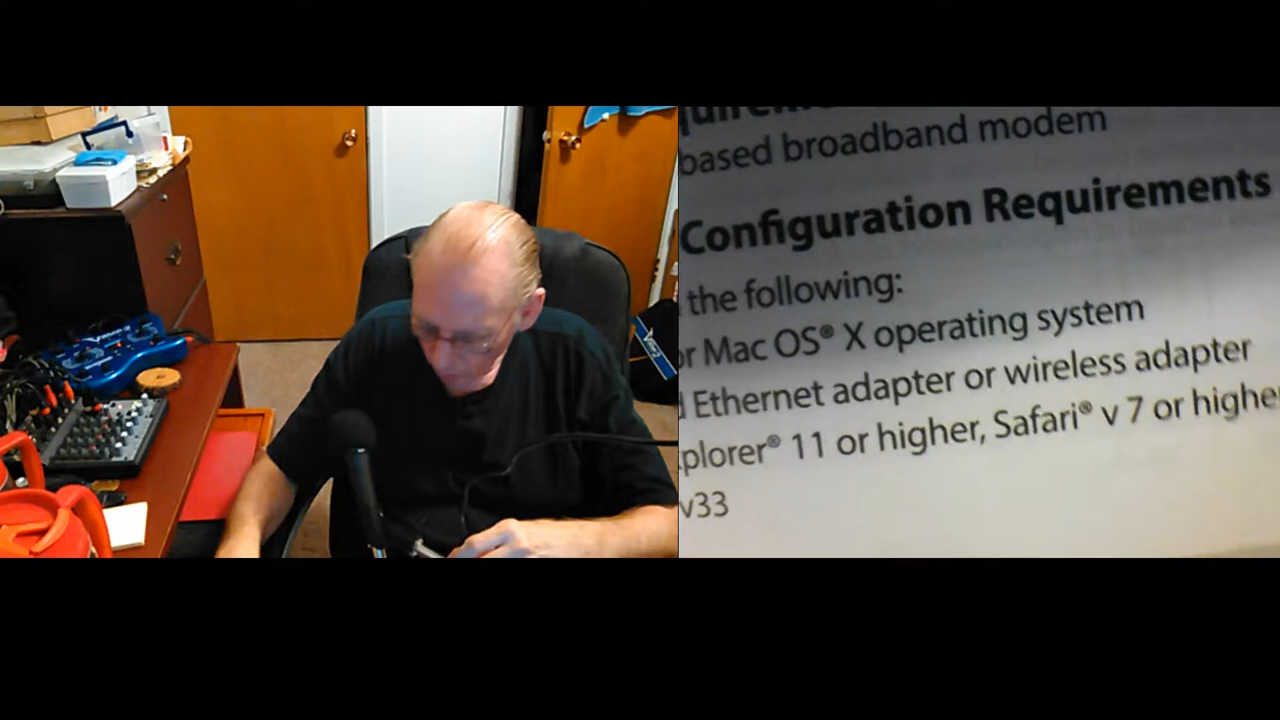 based broadband modem
Configuration Requirements
the following:
or Mac OS® X operating system
Ethernet adapter or wireless adapter
plorer® 11 or higher, Safari® v 7 or highe
v33